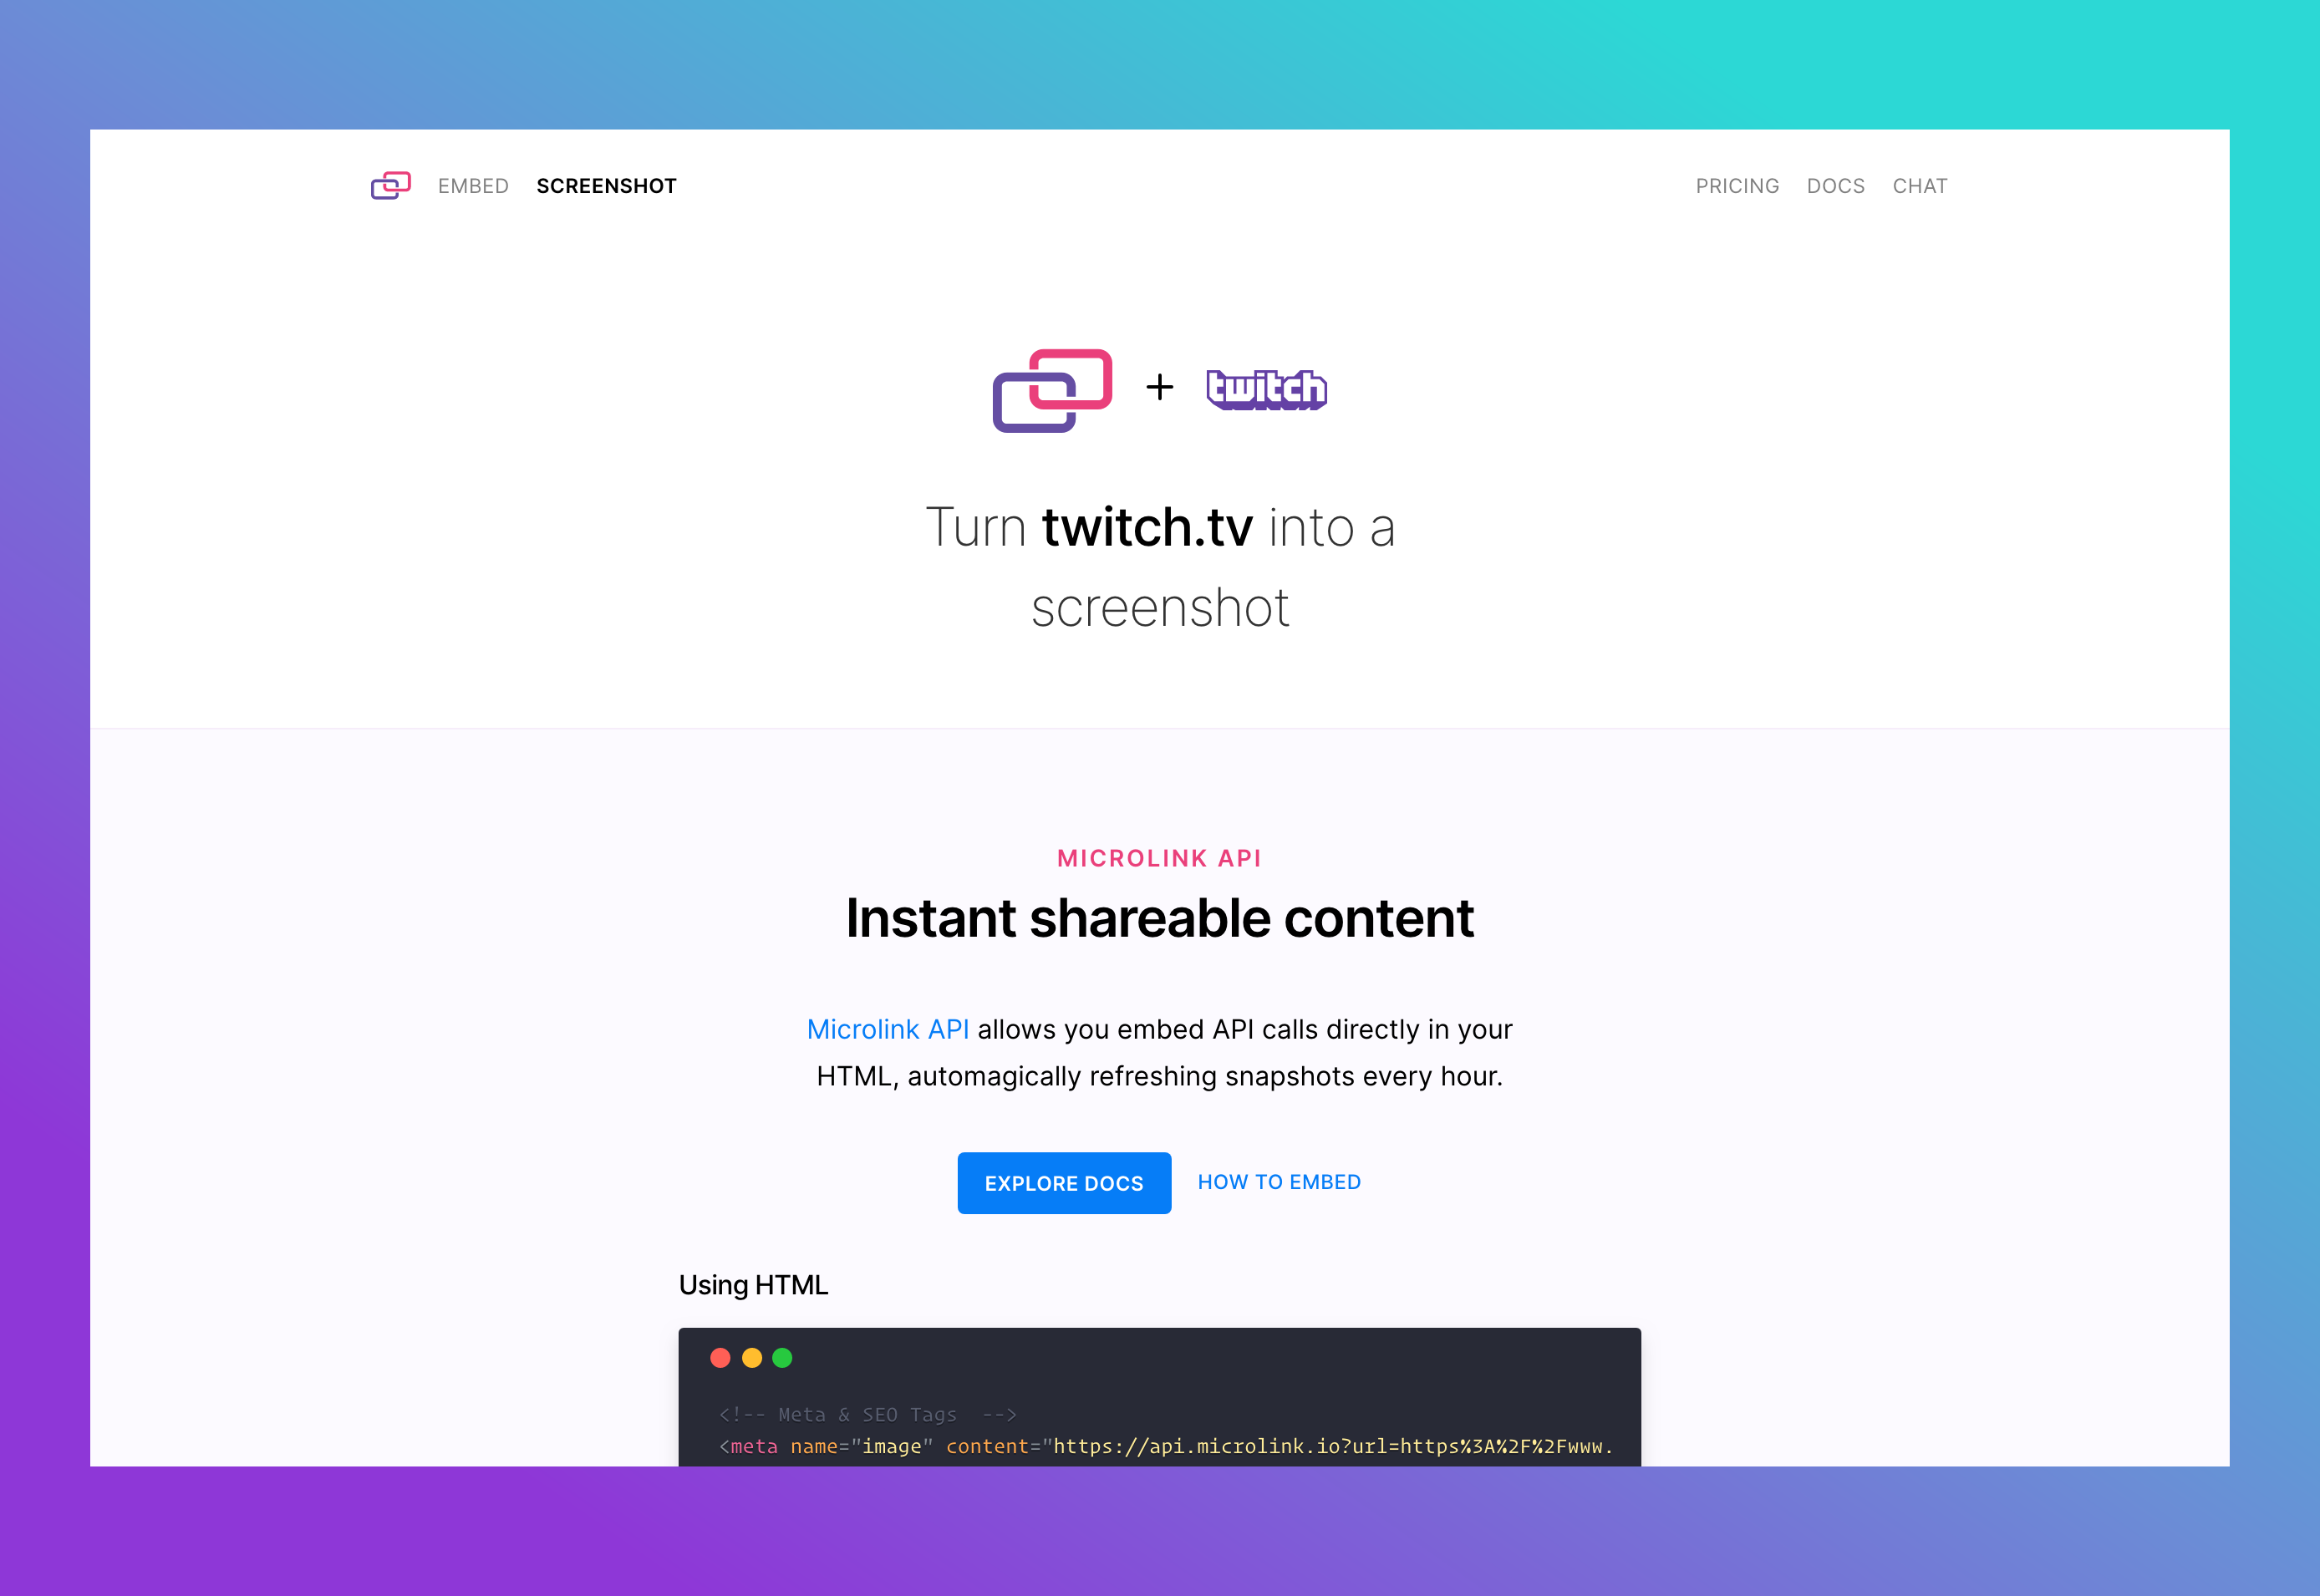 EMBED SCREENSHOT PRICING DOCS CHAT
+ twitch
Turn twitch.tv into a
screenshot
MICROLINK API
Instant shareable content
Microlink API allows you embed API calls directly in your
HTML, automagically refreshing snapshots every hour.
EXPLORE DOCS HOW TO EMBED
Using HTML
<!-- Meta & SEO Tags  -->
<meta name="image" content="https://api.microlink.io?url=https%3A%2F%2Fwww.